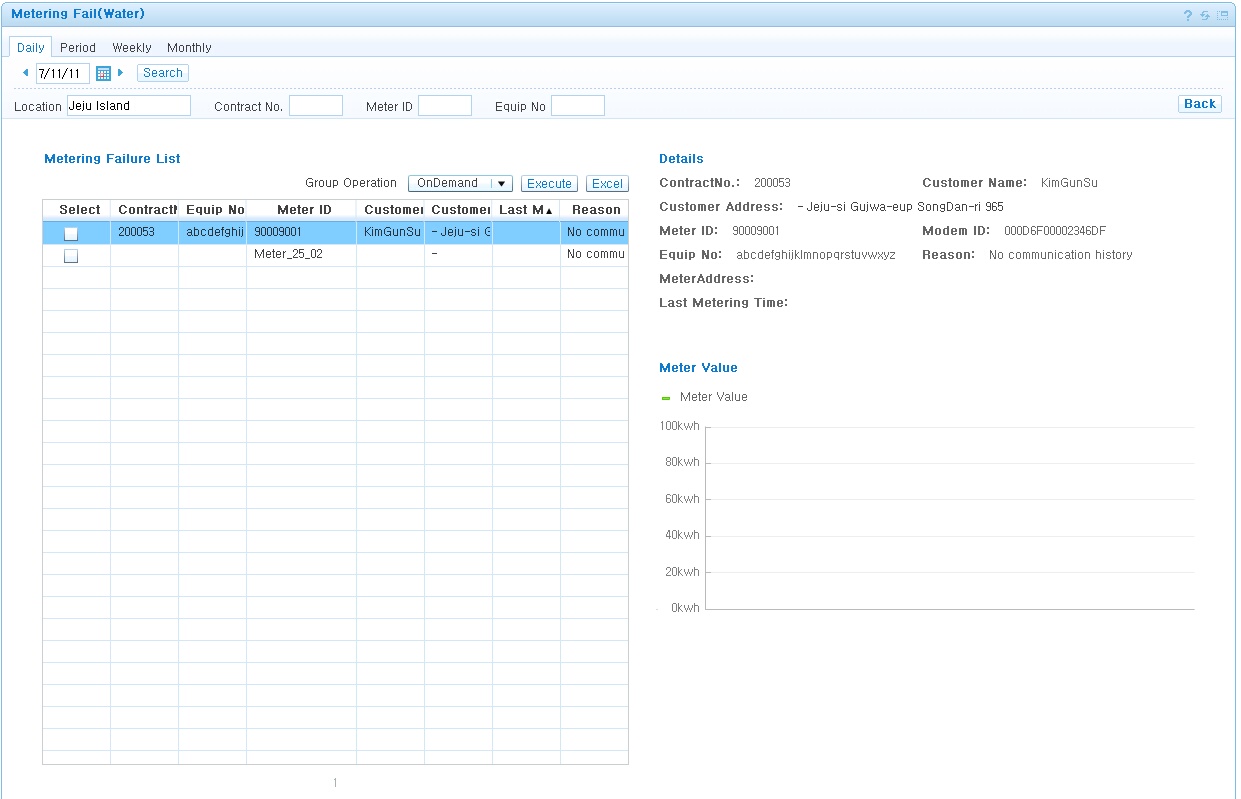 Metering Fail(Water)
?
Daily Period Weekly Monthly
7/11/11 Search
Location Jeju Island Contract No. Meter ID Equip No Back
Metering Failure List
Group Operation OnDemand Execute Excel
Select ContractN Equip No Meter ID Customer Customer Last M Reason
200053 abcdefghij 90009001 KimGunSu - Jeju-si G No commu
Meter_25_02 - No commu
1
Details
ContractNo.: 200053 Customer Name: KimGunSu
Customer Address: - Jeju-si Gujwa-eup SongDan-ri 965
Meter ID: 90009001 Modem ID: 000D6F00002346DF
Equip No: abcdefghijklmnopqrstuvwxyz Reason: No communication history
MeterAddress:
Last Metering Time:
Meter Value
Meter Value
100kwh
80kwh
60kwh
40kwh
20kwh
0kwh